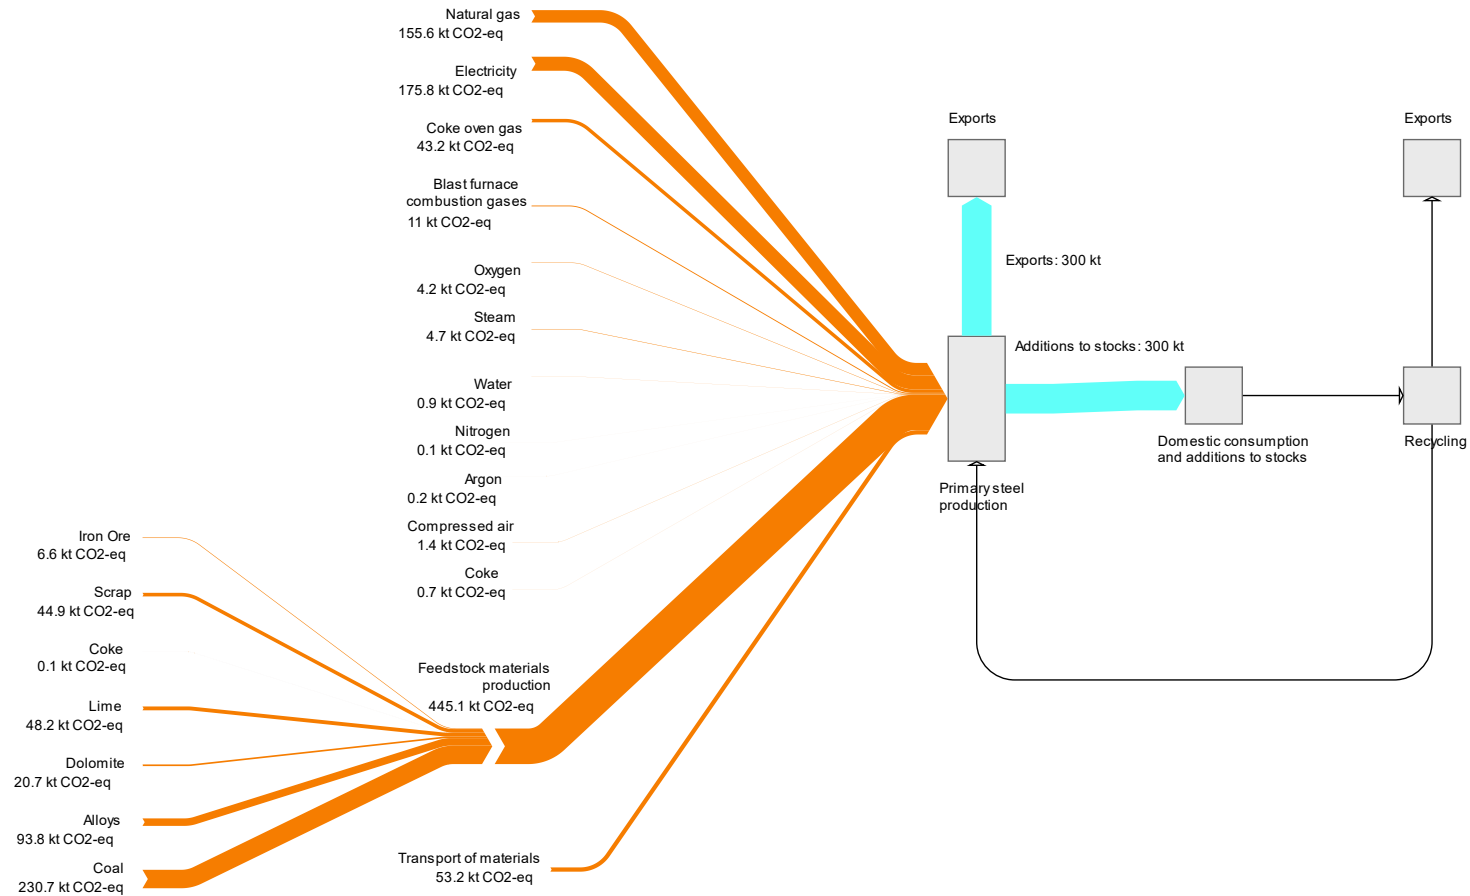 Natural gas
155.6 kt CO2-eq
Electricity
175.8 kt CO2-eq
Coke oven gas
43.2 kt CO2-eq
Blast furnace
combustion gases
11 kt CO2-eq
Oxygen
4.2 kt CO2-eq
Steam
4.7 kt CO2-eq
Water
0.9 kt CO2-eq
Nitrogen
0.1 kt CO2-eq
Argon
0.2 kt CO2-eq
Compressed air
1.4 kt CO2-eq
Coke
0.7 kt CO2-eq
Iron Ore
6.6 kt CO2-eq
Scrap
44.9 kt CO2-eq
Coke
0.1 kt CO2-eq
Lime
48.2 kt CO2-eq
Dolomite
20.7 kt CO2-eq
Alloys
93.8 kt CO2-eq
Coal
230.7 kt CO2-eq
Feedstock materials
production
445.1 kt CO2-eq
Transport of materials
53.2 kt CO2-eq
Exports
Exports: 300 kt
Additions to stocks: 300 kt
Primary steel
production
Domestic consumption
and additions to stocks
Exports
Recycling